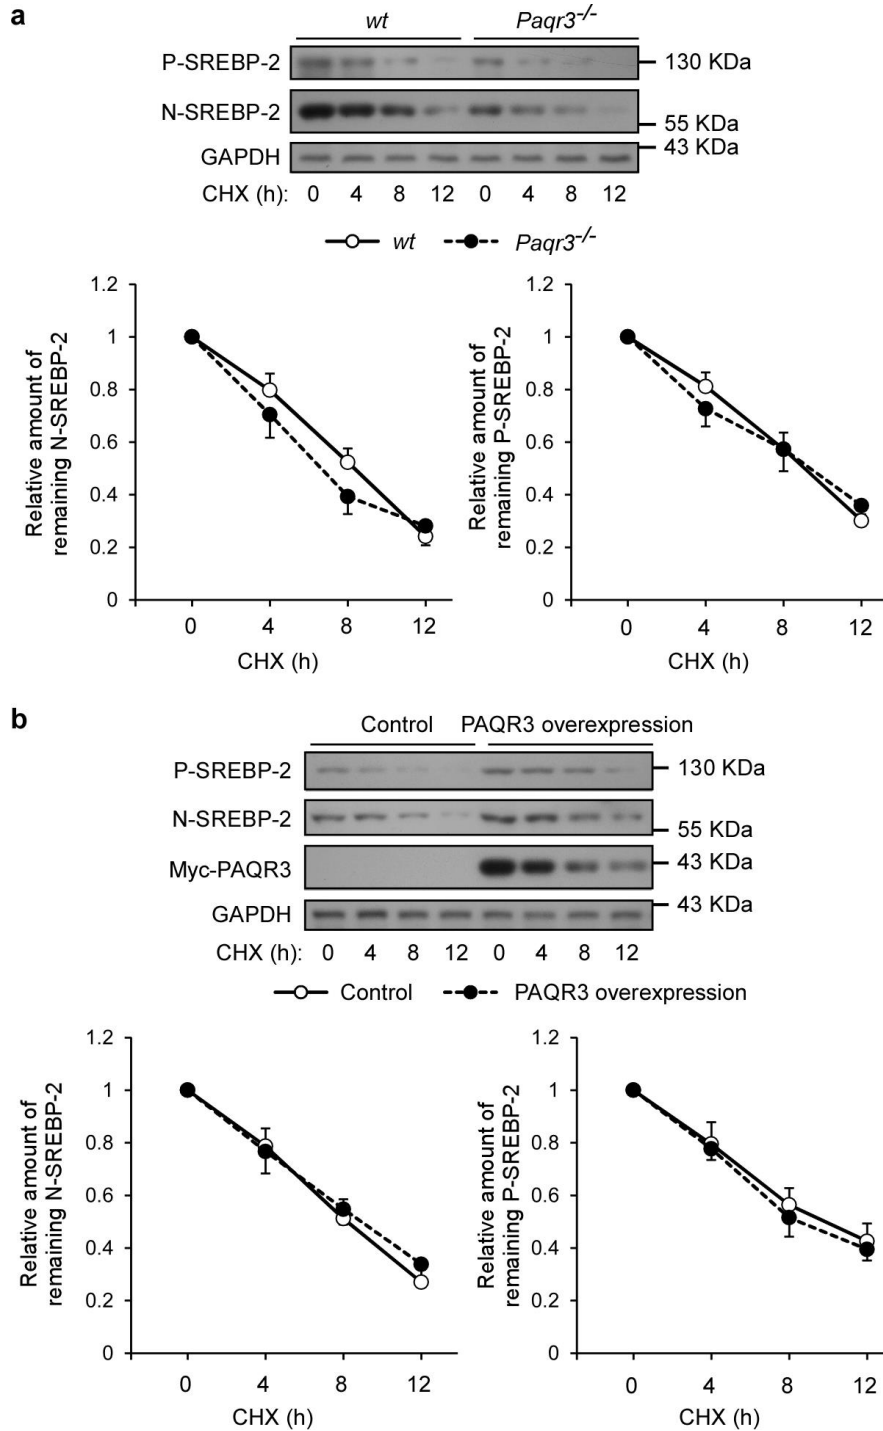 a
wt Paqr3-/-
P-SREBP-2 130 KDa
N-SREBP-2 55 KDa
GAPDH 43 KDa
CHX (h): 0 4 8 12 0 4 8 12
wt Paqr3-/-
Relative amount of
remaining N-SREBP-2
1.2
1
0.8
0.6
0.4
0.2
0
0 4 8 12
CHX (h)
Relative amount of
remaining P-SREBP-2
1.2
1
0.8
0.6
0.4
0.2
0
0 4 8 12
CHX (h)
b
Control PAQR3 overexpression
P-SREBP-2 130 KDa
N-SREBP-2 55 KDa
Myc-PAQR3 43 KDa
GAPDH 43 KDa
CHX (h): 0 4 8 12 0 4 8 12
Control PAQR3 overexpression
Relative amount of
remaining N-SREBP-2
1.2
1
0.8
0.6
0.4
0.2
0
0 4 8 12
CHX (h)
Relative amount of
remaining P-SREBP-2
1.2
1
0.8
0.6
0.4
0.2
0
0 4 8 12
CHX (h)